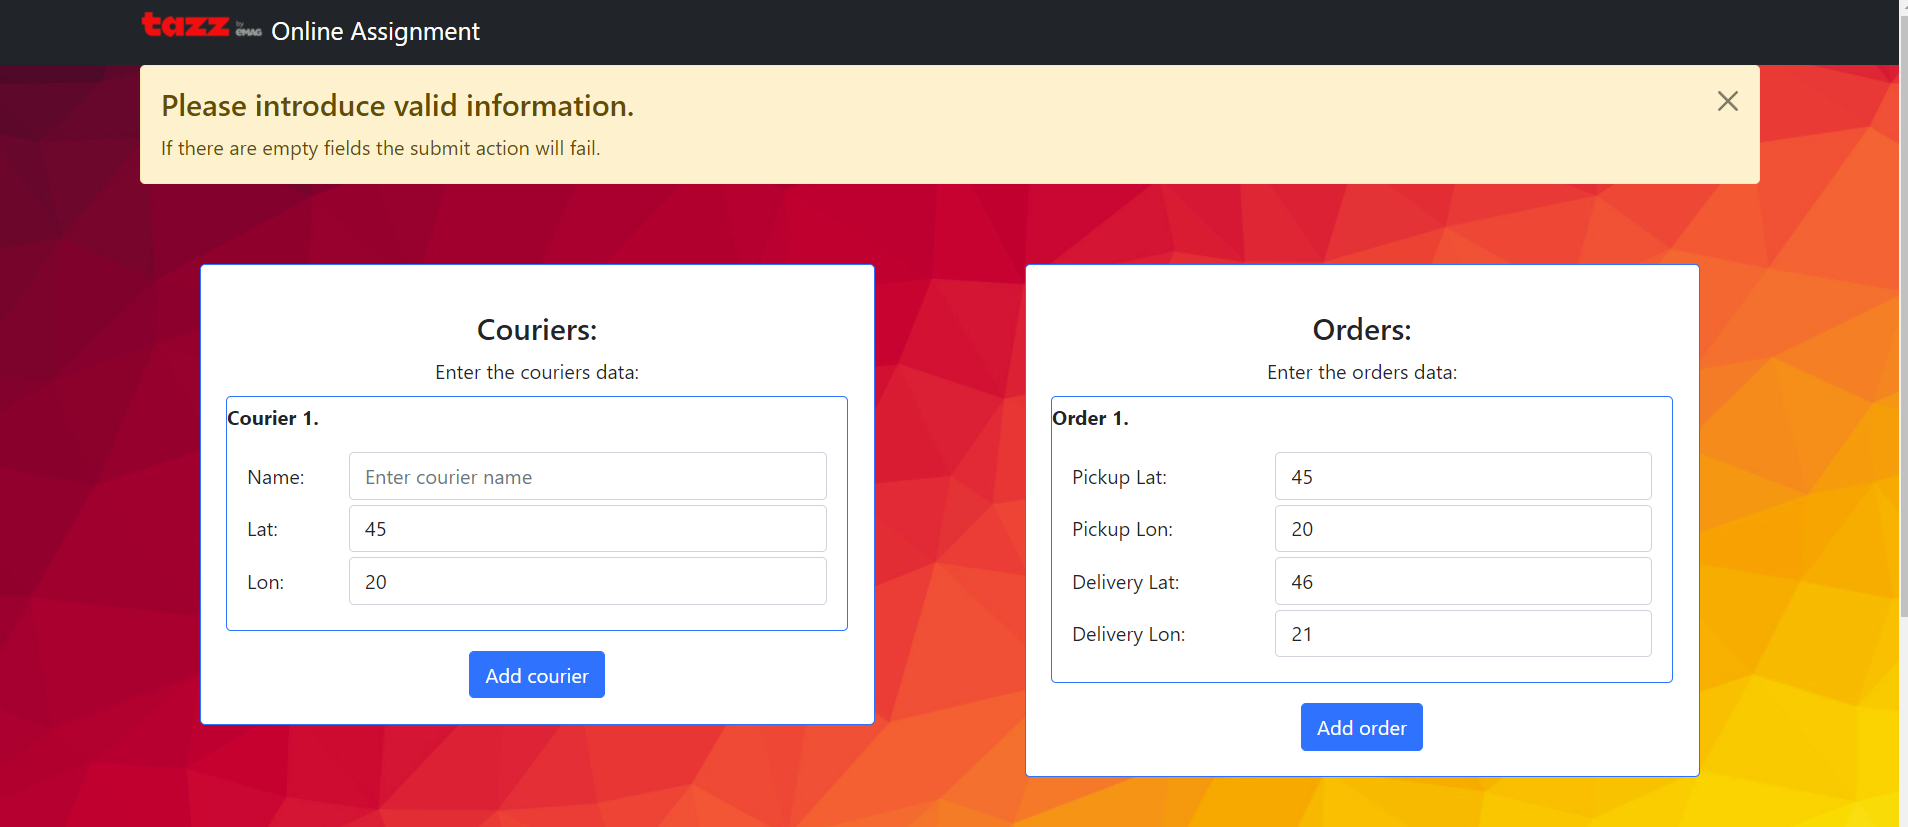 tazz by eMAG Online Assignment
Please introduce valid information.
If there are empty fields the submit action will fail.
Couriers:
Enter the couriers data:
Courier 1.
Name: Enter courier name
Lat: 45
Lon: 20
Add courier
Orders:
Enter the orders data:
Order 1.
Pickup Lat: 45
Pickup Lon: 20
Delivery Lat: 46
Delivery Lon: 21
Add order